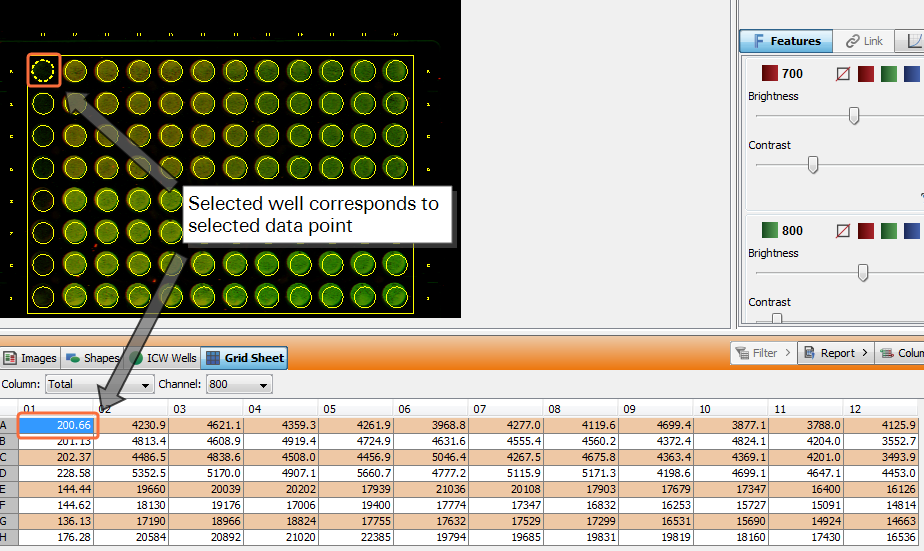 Features
Link
700
Brightness
Contrast
Selected well corresponds to
selected data point
800
Brightness
Contrast
Images
Shapes
ICW Wells
Grid Sheet
Filter
Report
Colum
Column: Total Channel: 800
01 02 03 04 05 06 07 08 09 10 11 12
A 200.66 4230.9 4621.1 4359.3 4261.9 3968.8 4277.0 4119.6 4699.4 3877.1 3788.0 4125.9
B 201.13 4813.4 4608.9 4919.4 4724.9 4631.6 4555.4 4560.2 4372.4 4824.1 4204.0 3552.7
C 202.37 4486.5 4838.6 4508.0 4456.9 5046.4 4267.5 4675.8 4363.4 4369.1 4201.0 3493.9
D 228.58 5352.5 5170.0 4907.1 5660.7 4777.2 5115.9 5171.3 4198.6 4699.1 4647.1 4453.0
E 144.44 19660 20039 20202 17939 21036 20108 17903 17679 17347 16400 16126
F 144.62 18130 19176 17006 19400 17774 17347 16832 16253 15727 15091 14814
G 136.13 17190 18966 18824 17755 17632 17529 17299 16531 15690 14924 14663
H 176.28 20584 20892 21020 22385 19794 19685 19831 19819 18160 17430 16536